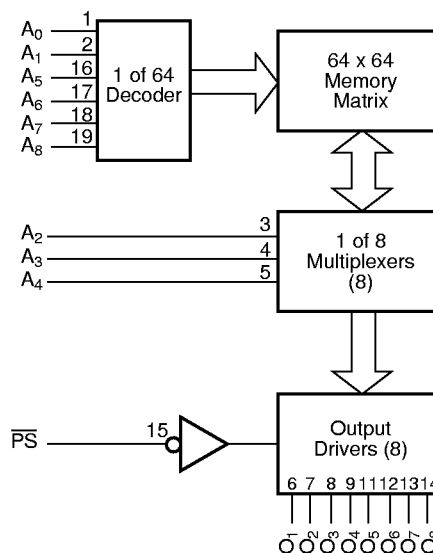 A0 1
A1 2
A5 16
A6 17
A7 18
A8 19
1 of 64
Decoder
64 x 64
Memory
Matrix
A2 3
A3 4
A4 5
1 of 8
Multiplexers
(8)
PS 15
Output
Drivers (8)
6 7 8 9 11 12 13 14
O1 O2 O3 O4 O5 O6 O7 O8